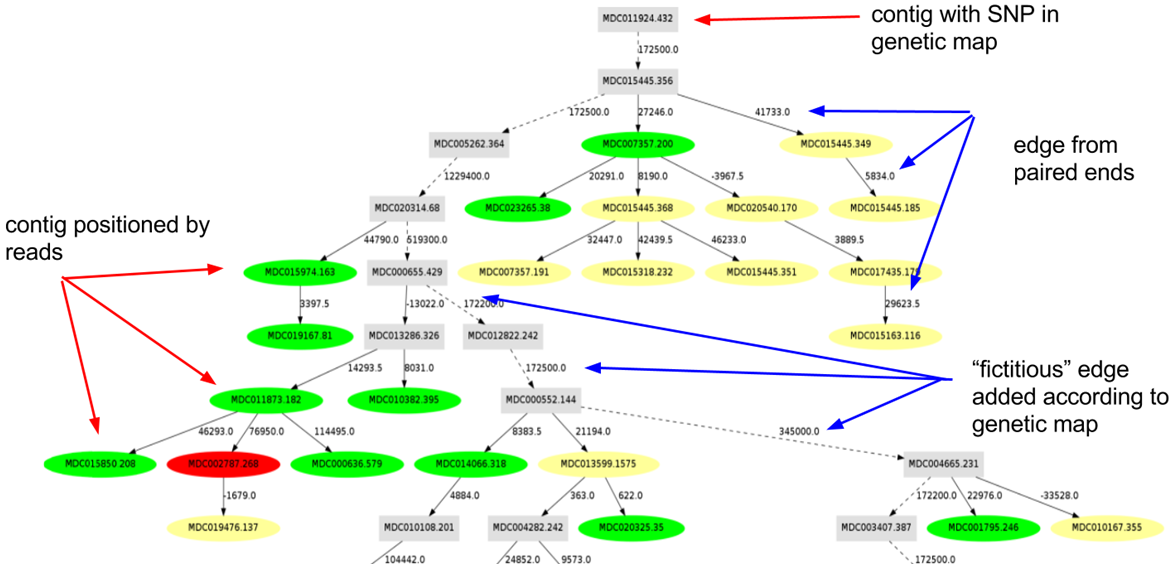 MDC011924.432
contig with SNP in
genetic map
172500.0
MDC015445.356
172500.0
27246.0
41733.0
MDC005262.364
MDC007357.200
MDC015445.349
edge from
paired ends
1229400.0
20291.0
8190.0
-3967.5
5834.0
contig positioned by
reads
MDC020314.68
MDC023265.38
MDC015445.368
MDC020540.170
MDC015445.185
44790.0
519300.0
32447.0
42439.5
46233.0
3889.5
MDC015974.163
MDC000655.429
MDC007357.191
MDC015318.232
MDC015445.351
3397.5
-13022.0
172200.0
29623.5
MDC019167.81
MDC013286.326
MDC012822.242
MDC015163.116
14293.5
8031.0
172500.0
"fictitious" edge
added according to
genetic map
MDC011873.182
MDC010382.395
MDC000552.144
46293.0
76950.0
114495.0
8383.5
21194.0
345000.0
MDC015850.208
MDC002787.268
MDC000636.579
MDC014066.318
MDC013599.1575
MDC004665.231
-1679.0
4884.0
363.0
622.0
172200.0
22976.0
-33528.0
MDC019476.137
MDC010108.201
MDC004282.242
MDC020325.35
MDC003407.387
MDC001795.246
MDC010167.355
104442.0
24852.0
9573.0
172500.0